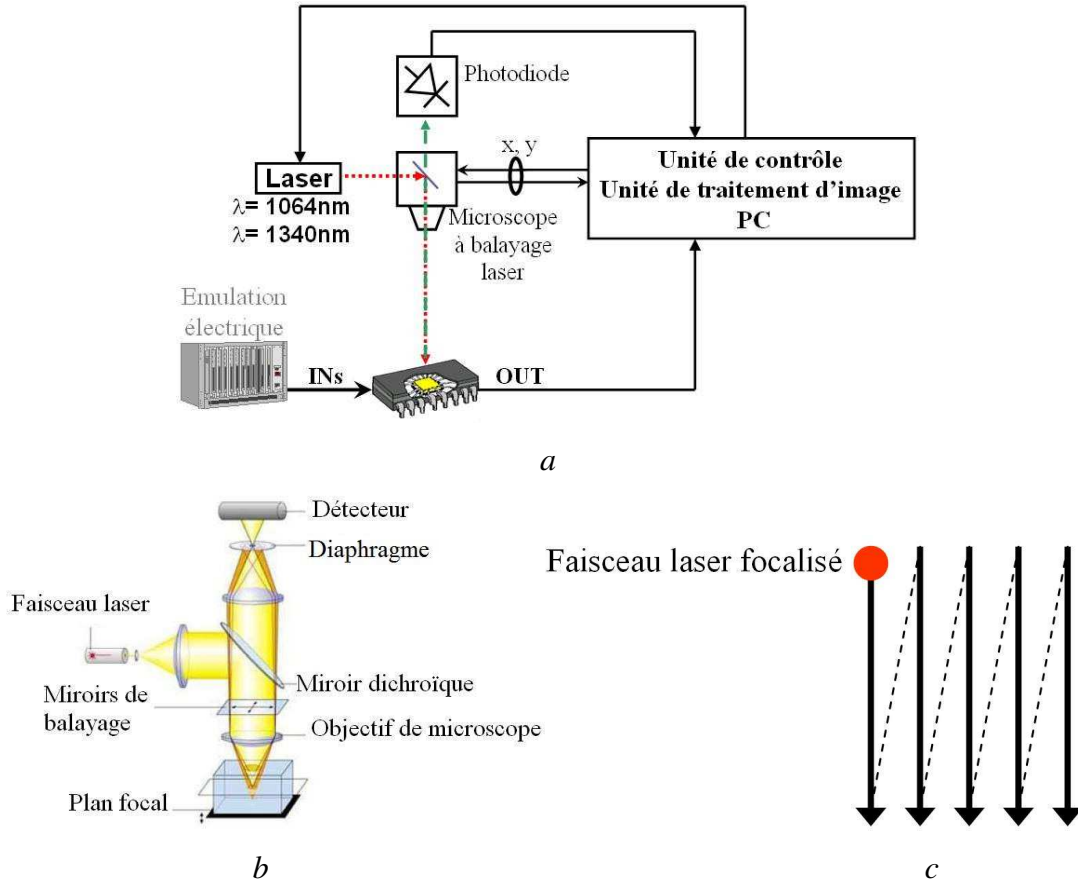 Photodiode
x, y
Unité de contrôle
Unité de traitement d'image
PC
Laser
λ= 1064nm
λ= 1340nm
Microscope
à balayage
laser
Emulation
électrique
INs
OUT
a
Détecteur
Diaphragme
Faisceau laser
Miroir dichroïque
Miroirs de
balayage
Objectif de microscope
Plan focal
b
Faisceau laser focalisé
c